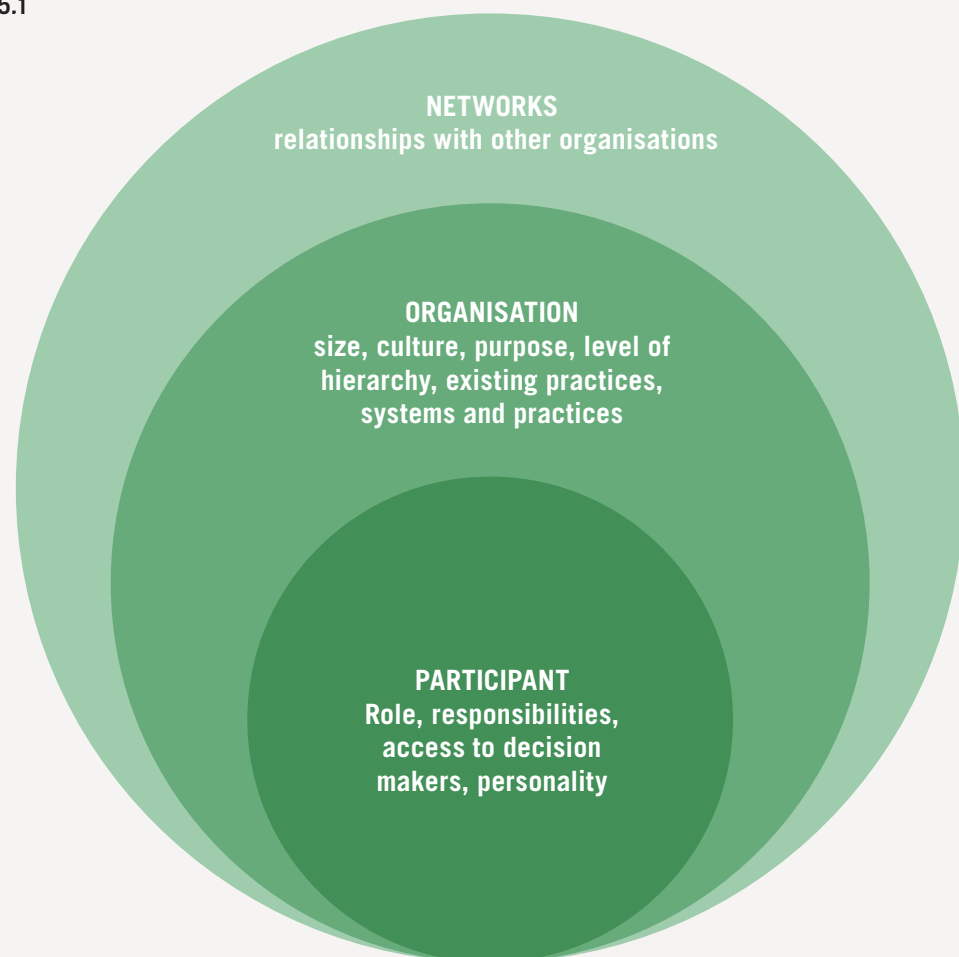 5.1
NETWORKS
relationships with other organisations
ORGANISATION
size, culture, purpose, level of
hierarchy, existing practices,
systems and practices
PARTICIPANT
Role, responsibilities,
access to decision
makers, personality